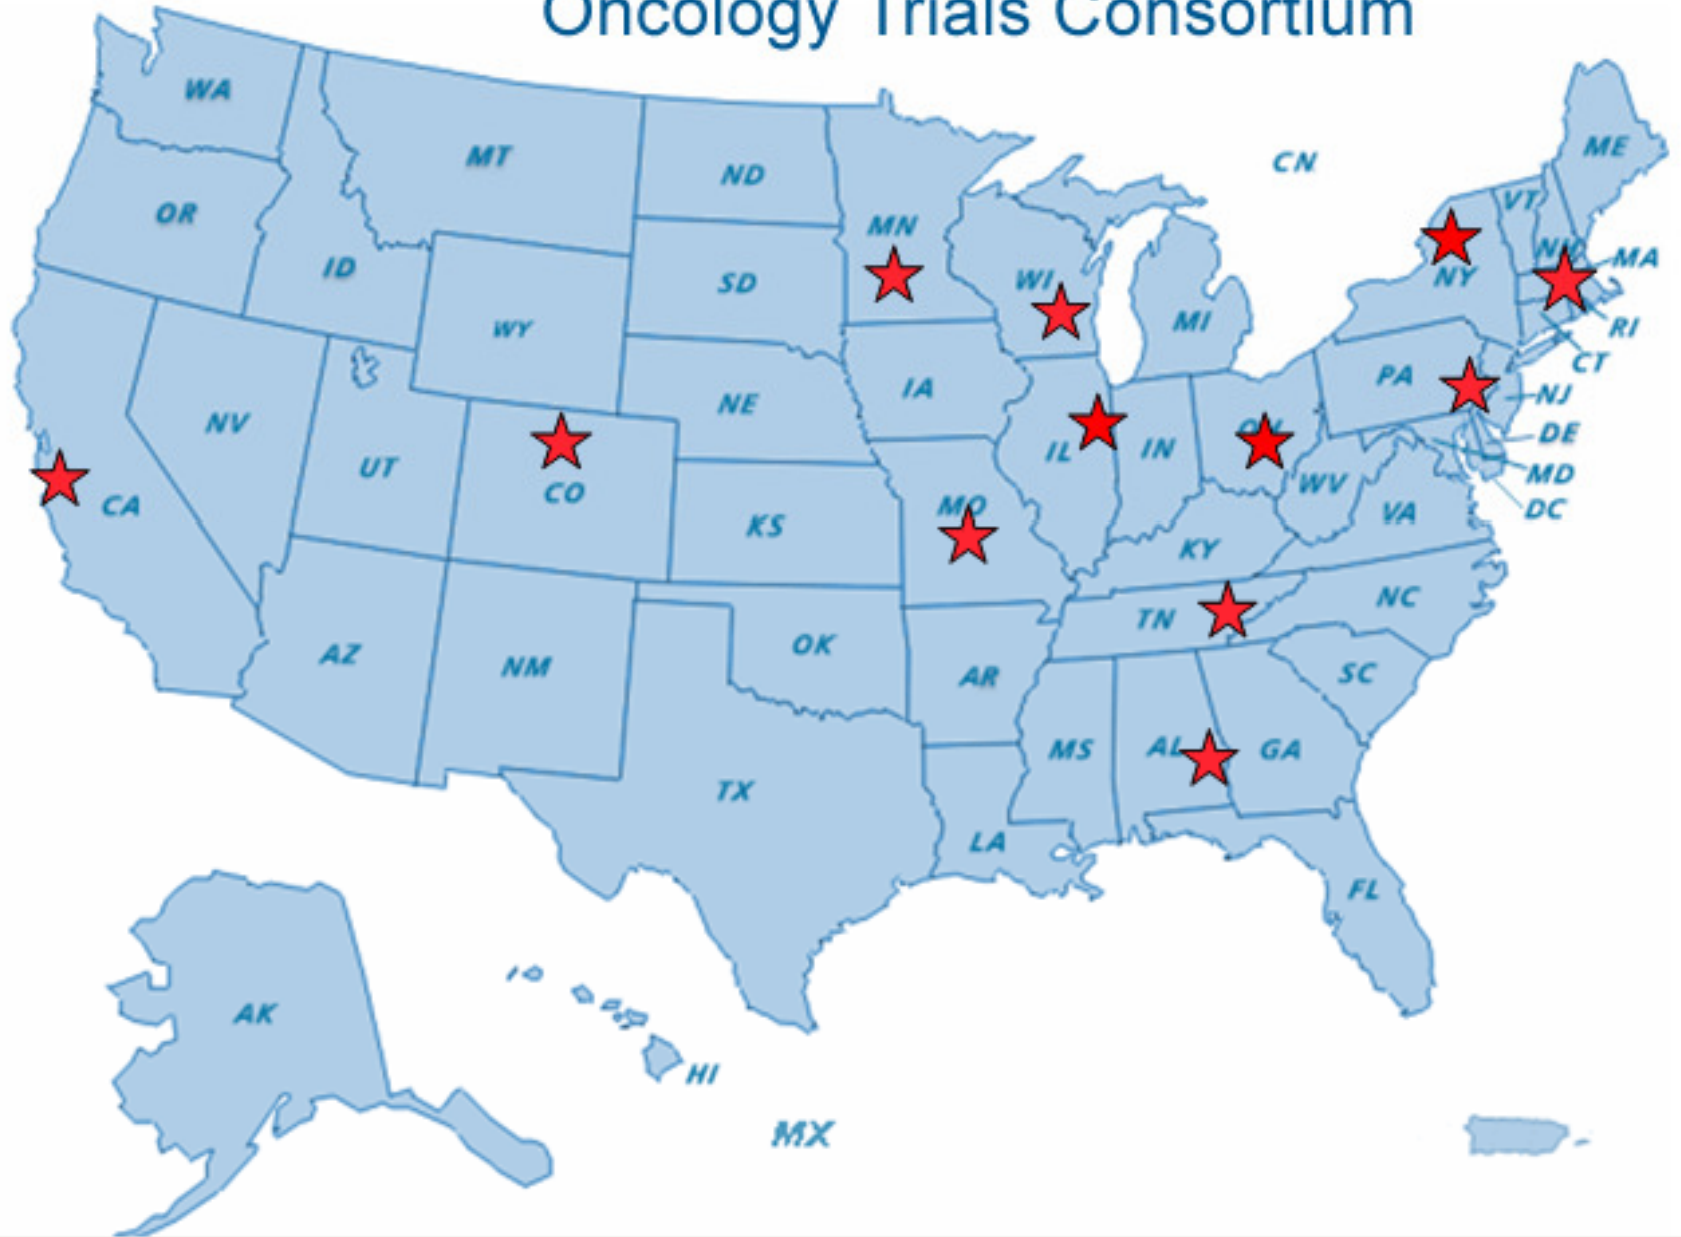 Oncology Trials Consortium
WA
MT
ND
MN
CN
ME
VT
OR
ID
SD
WI
NH
MA
NY
WY
MI
RI
CT
IA
PA
NJ
NV
NE
UT
CO
IL
IN
OH
DE
MD
WV
DC
CA
KS
MO
VA
KY
NC
TN
AZ
NM
OK
AR
SC
MS
AL
GA
TX
LA
FL
AK
HI
MX